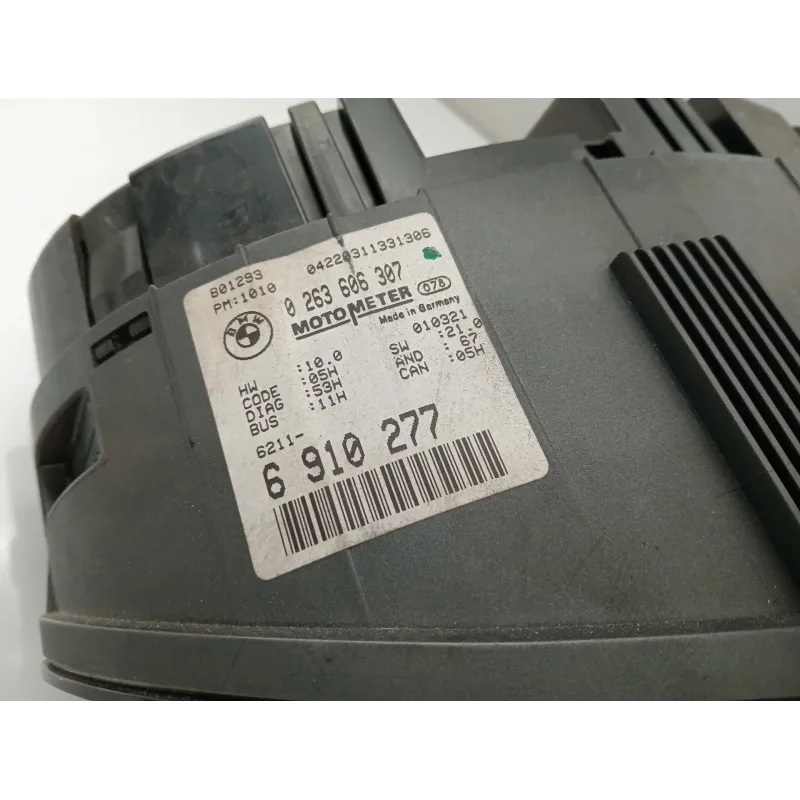 B01293 04220311331306
PM:1010 0 263 606 307
BMW MOTOMETER 078
Made in Germany
010321
HW :10.0 SW :21.0
CODE :05H AND : 67
DIAG :53H CAN :05H
BUS :11H
6211-
6 910 277